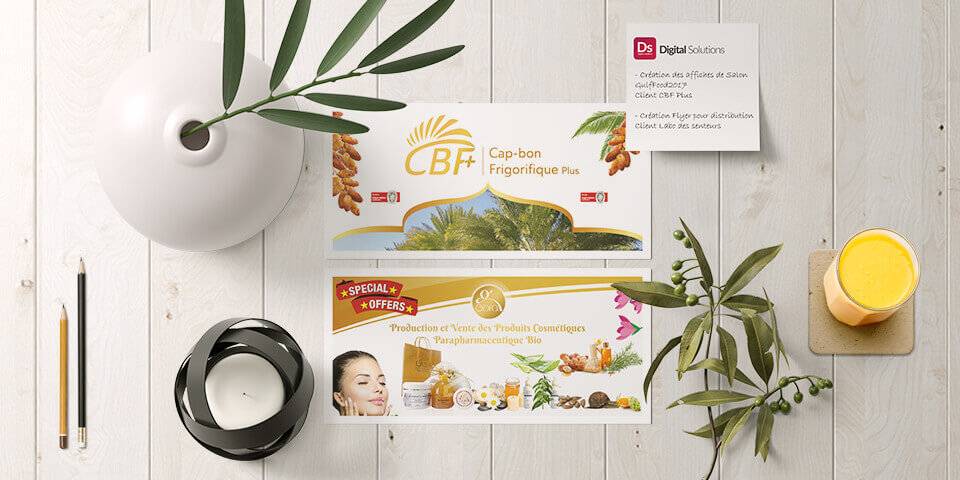 Ds Digital Solutions
- Création des affiches de Salon
GulfFood2017
Client CBF Plus
- Création Flyer pour distribution
Client Labo des senteurs
CBF+
Cap-bon
Frigorifique Plus
SPECIAL
OFFERS
Production et Vente des Produits Cosmétiques
Parapharmaceutique Bio